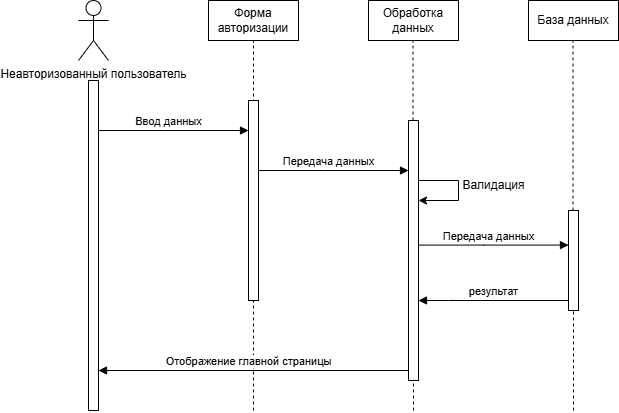 Форма
авторизации
Обработка
данных
База данных
Неавторизованный пользователь
Ввод данных
Передача данных
Валидация
Передача данных
результат
Отображение главной страницы